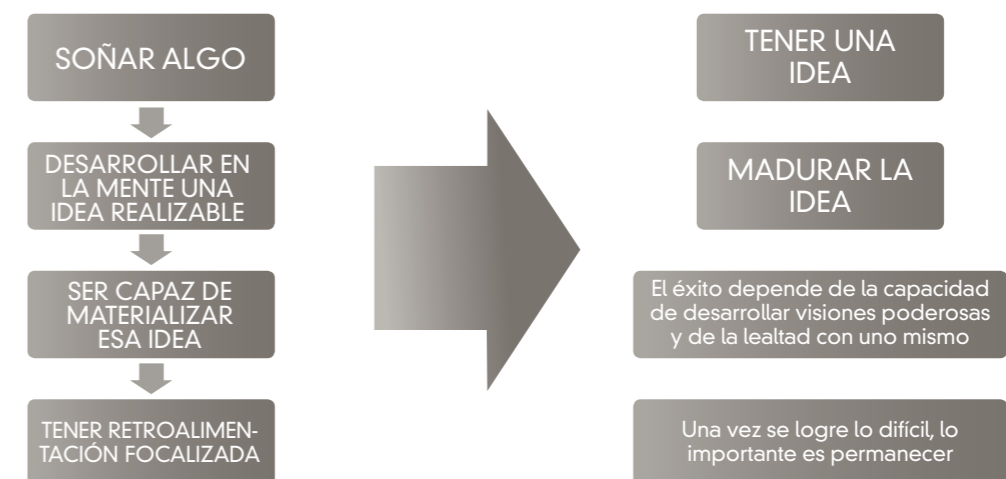 SOÑAR ALGO
DESARROLLAR EN
LA MENTE UNA
IDEA REALIZABLE
SER CAPAZ DE
MATERIALIZAR
ESA IDEA
TENER RETROALIMEN-
TACIÓN FOCALIZADA
TENER UNA
IDEA
MADURAR LA
IDEA
El éxito depende de la capacidad
de desarrollar visiones poderosas
y de la lealtad con uno mismo
Una vez se logre lo difícil, lo
importante es permanecer